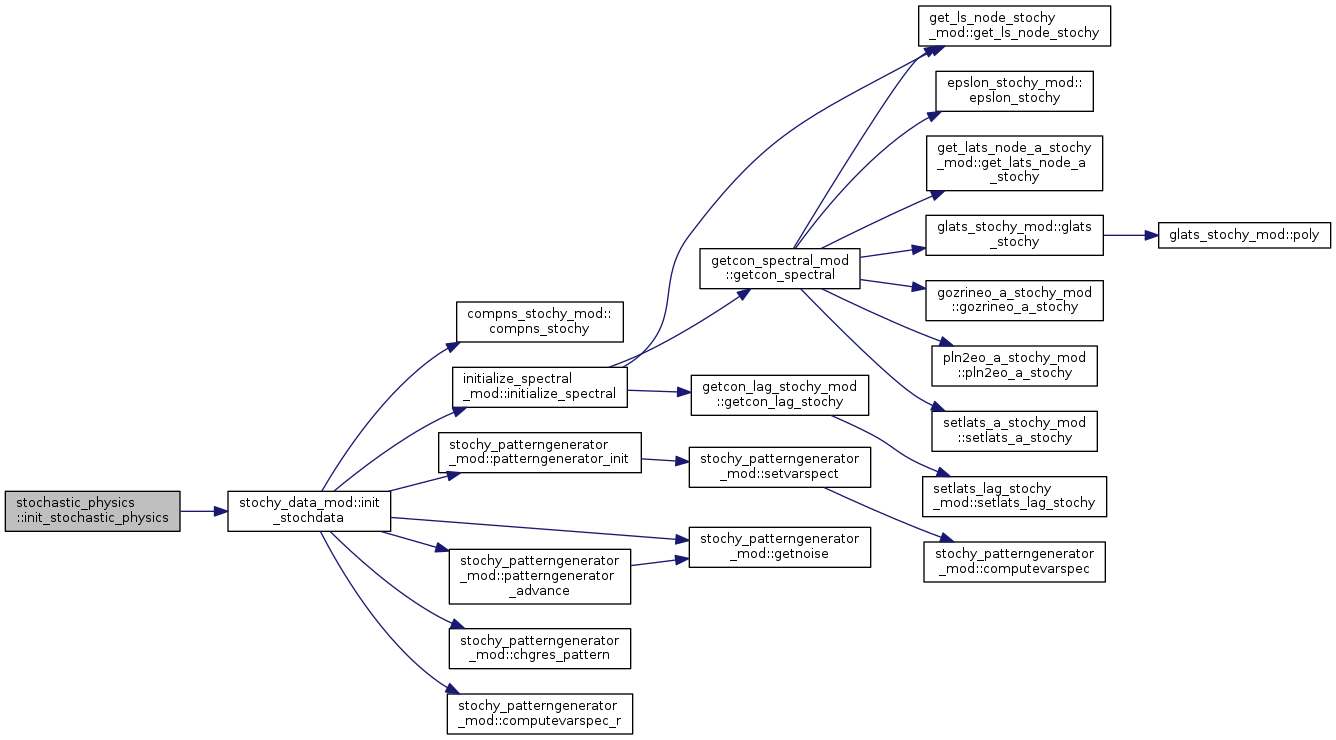 stochastic_physics
::init_stochastic_physics
stochy_data_mod::init
_stochdata
compns_stochy_mod::
compns_stochy
initialize_spectral
_mod::initialize_spectral
stochy_patterngenerator
_mod::patterngenerator_init
stochy_patterngenerator
_mod::patterngenerator
_advance
stochy_patterngenerator
_mod::chgres_pattern
stochy_patterngenerator
_mod::computevarspec_r
getcon_spectral_mod
::getcon_spectral
getcon_lag_stochy_mod
::getcon_lag_stochy
stochy_patterngenerator
_mod::setvarspect
stochy_patterngenerator
_mod::getnoise
get_ls_node_stochy
_mod::get_ls_node_stochy
epslon_stochy_mod::
epslon_stochy
get_lats_node_a_stochy
_mod::get_lats_node_a
_stochy
glats_stochy_mod::glats
_stochy
gozrineo_a_stochy_mod
::gozrineo_a_stochy
pln2eo_a_stochy_mod
::pln2eo_a_stochy
setlats_a_stochy_mod
::setlats_a_stochy
setlats_lag_stochy
_mod::setlats_lag_stochy
stochy_patterngenerator
_mod::computevarspec
glats_stochy_mod::poly